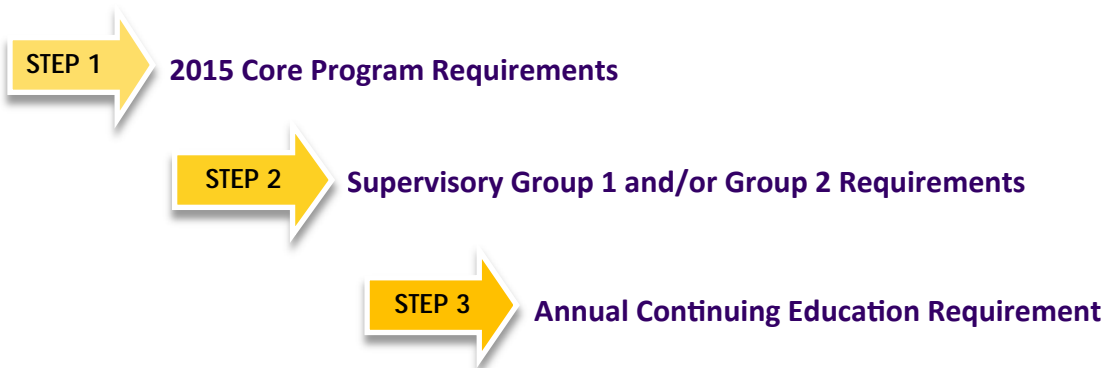 STEP 1
2015 Core Program Requirements
STEP 2
Supervisory Group 1 and/or Group 2 Requirements
STEP 3
Annual Continuing Education Requirement